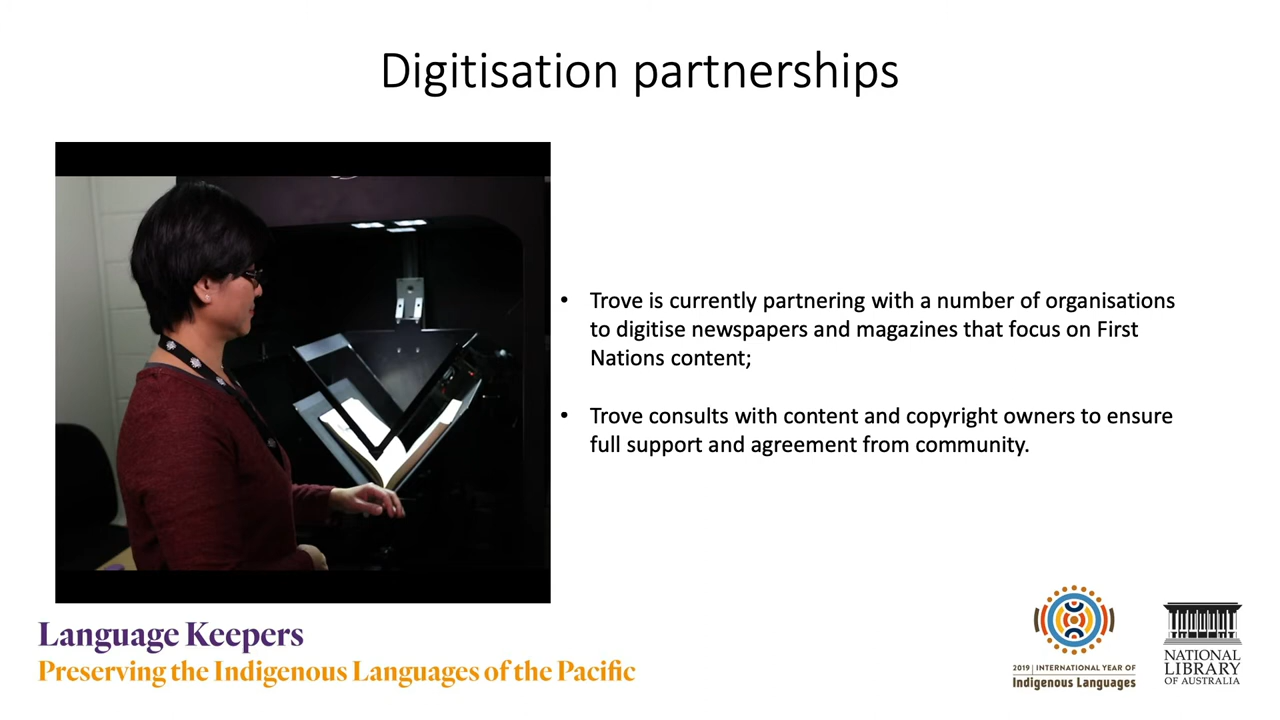 Digitisation partnerships
• Trove is currently partnering with a number of organisations
to digitise newspapers and magazines that focus on First
Nations content;
• Trove consults with content and copyright owners to ensure
full support and agreement from community.
Language Keepers
Preserving the Indigenous Languages of the Pacific
2019 | INTERNATIONAL YEAR OF
Indigenous Languages
NATIONAL
LIBRARY
OF AUSTRALIA